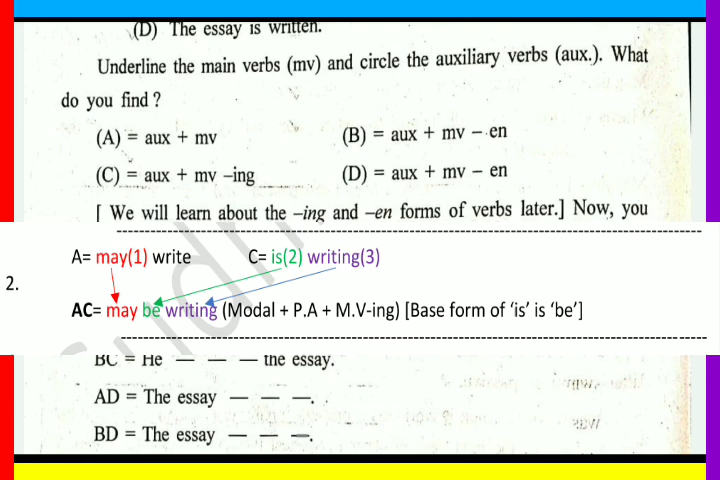 (D) The essay is written.
Underline the main verbs (mv) and circle the auxiliary verbs (aux.). What
do you find ?
(A) = aux + mv (B) = aux + mv – en
(C) = aux + mv –ing (D) = aux + mv – en
[ We will learn about the –ing and –en forms of verbs later.] Now, you
A= may(1) write C= is(2) writing(3)
2.
AC= may be writing (Modal + P.A + M.V-ing) [Base form of ‘is’ is ‘be’]
BC = He — — — the essay.
AD = The essay — — —.
BD = The essay — — —.